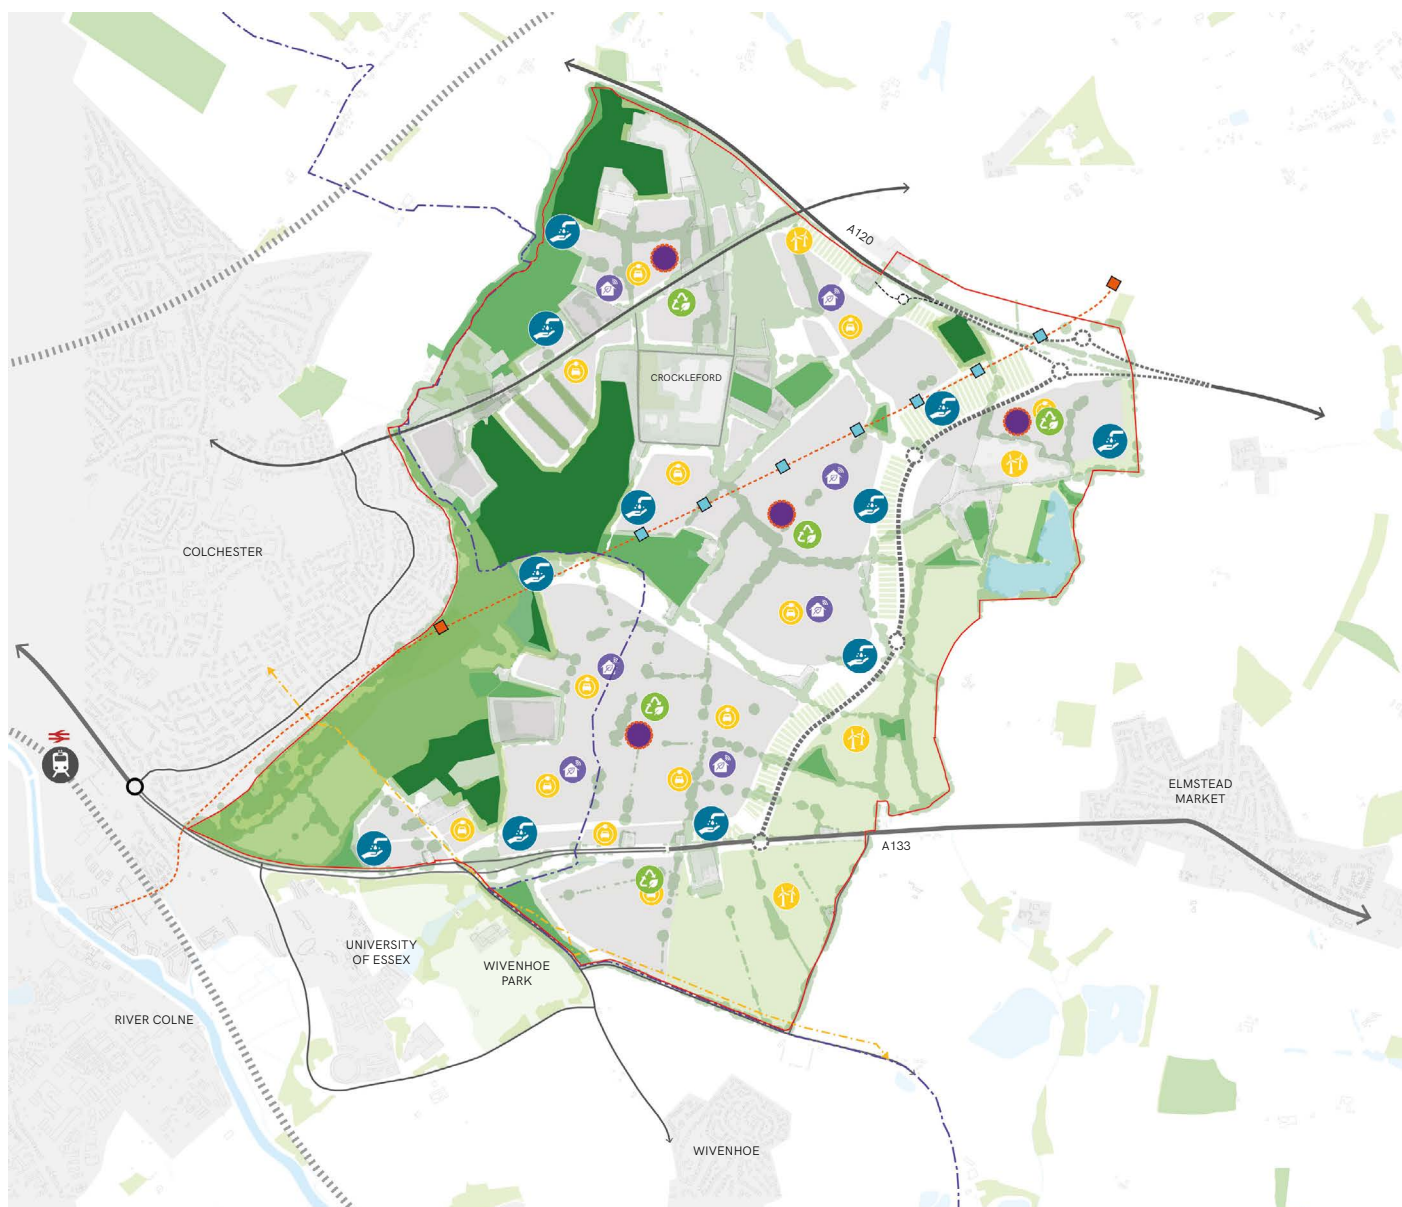 A120
CROCKLEFORD
COLCHESTER
ELMSTEAD
MARKET
A133
UNIVERSITY
OF ESSEX
WIVENHOE
PARK
RIVER COLNE
WIVENHOE